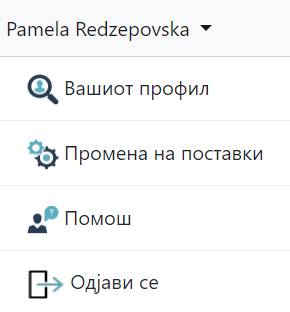 Pamela Redzepovska
Вашиот профил
Промена на поставки
Помош
Одјави се